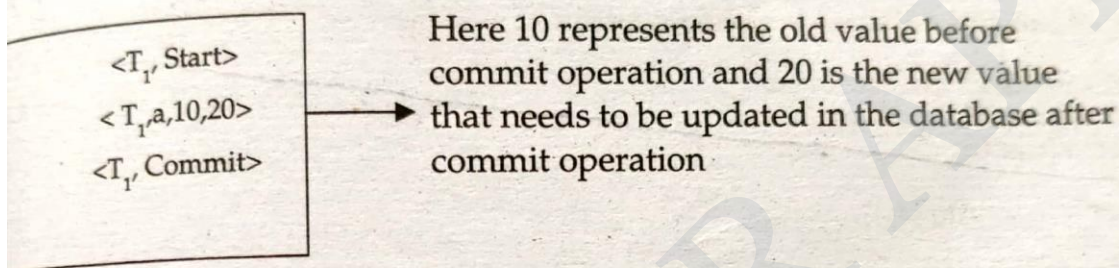 <T₁, Start>
<T₁,a,10,20>
<T₁, Commit>
Here 10 represents the old value before
commit operation and 20 is the new value
that needs to be updated in the database after
commit operation